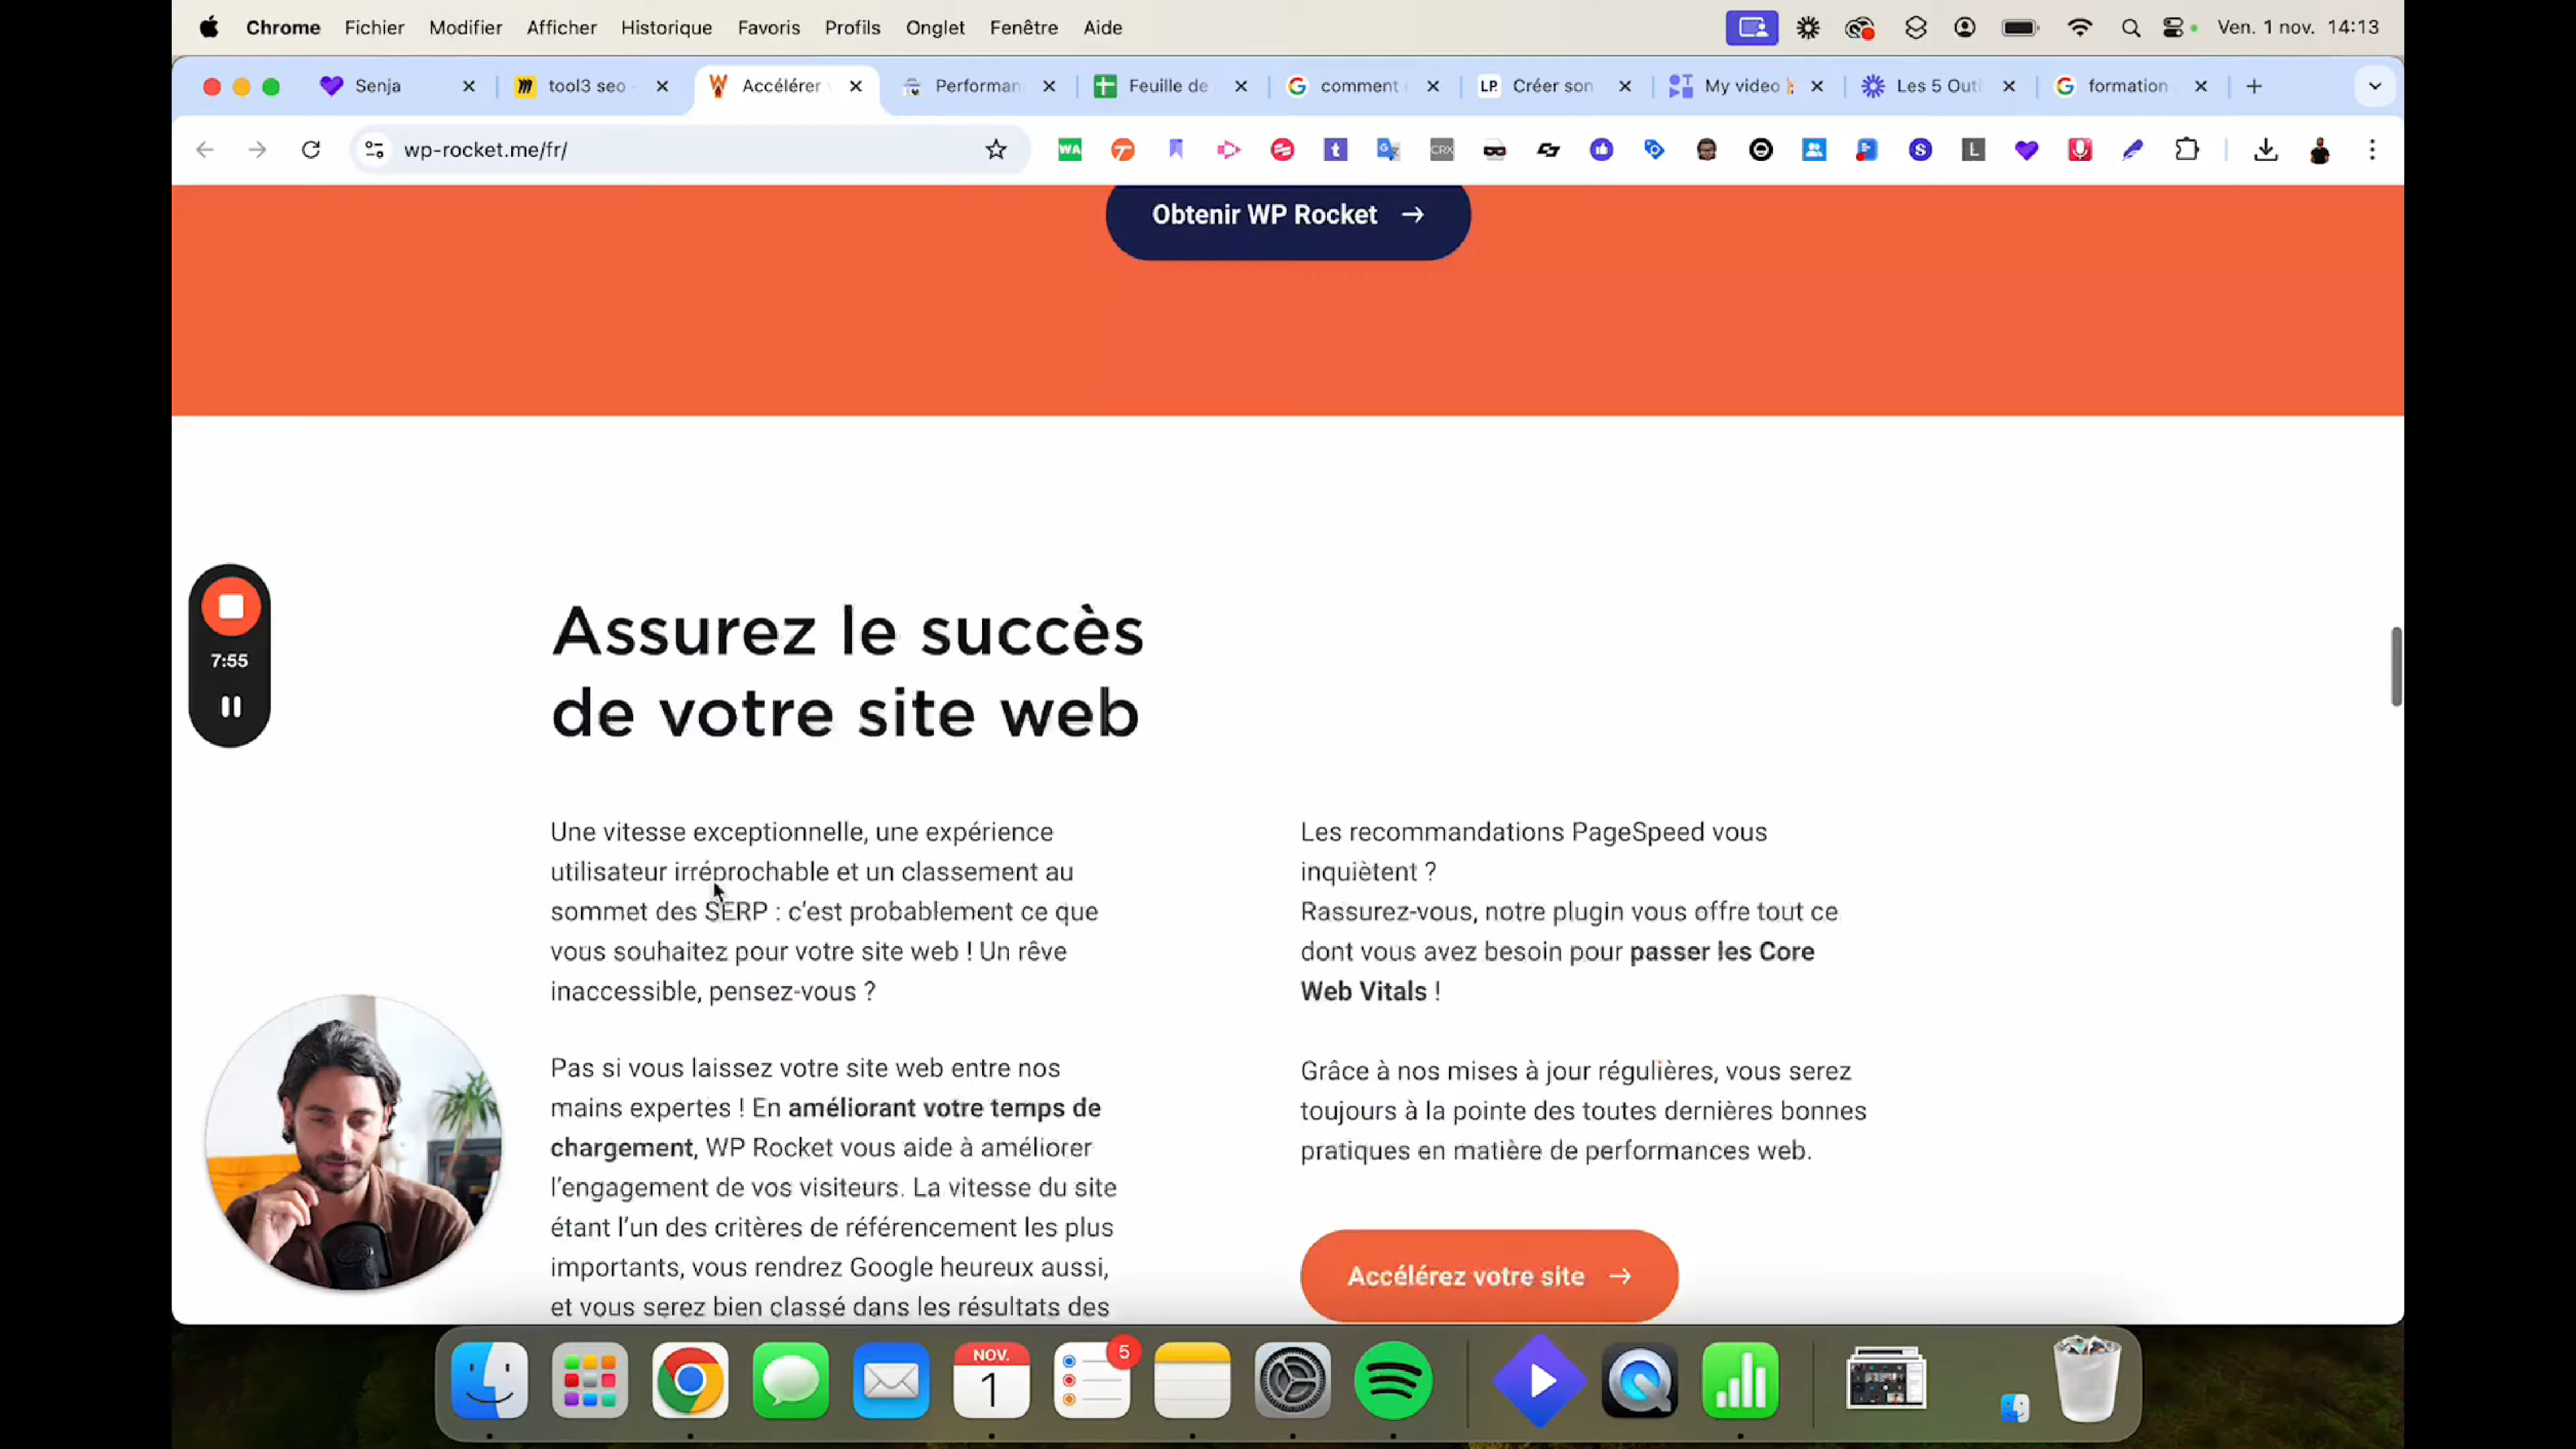 Chrome Fichier Modifier Afficher Historique Favoris Profils Onglet Fenêtre Aide Ven. 1 nov. 14:13
Senja tool3 seo - Accélérer Performan Feuille de comment Créer son My video Les 5 Outi formation
wp-rocket.me/fr/
Obtenir WP Rocket →
Assurez le succès
de votre site web
7:55
Une vitesse exceptionnelle, une expérience
utilisateur irréprochable et un classement au
sommet des SERP : c'est probablement ce que
vous souhaitez pour votre site web ! Un rêve
inaccessible, pensez-vous ?
Pas si vous laissez votre site web entre nos
mains expertes ! En améliorant votre temps de
chargement, WP Rocket vous aide à améliorer
l'engagement de vos visiteurs. La vitesse du site
étant l'un des critères de référencement les plus
importants, vous rendrez Google heureux aussi,
et vous serez bien classé dans les résultats des
Les recommandations PageSpeed vous
inquiètent ?
Rassurez-vous, notre plugin vous offre tout ce
dont vous avez besoin pour passer les Core
Web Vitals !
Grâce à nos mises à jour régulières, vous serez
toujours à la pointe des toutes dernières bonnes
pratiques en matière de performances web.
Accélérez votre site →
NOV.
1
5